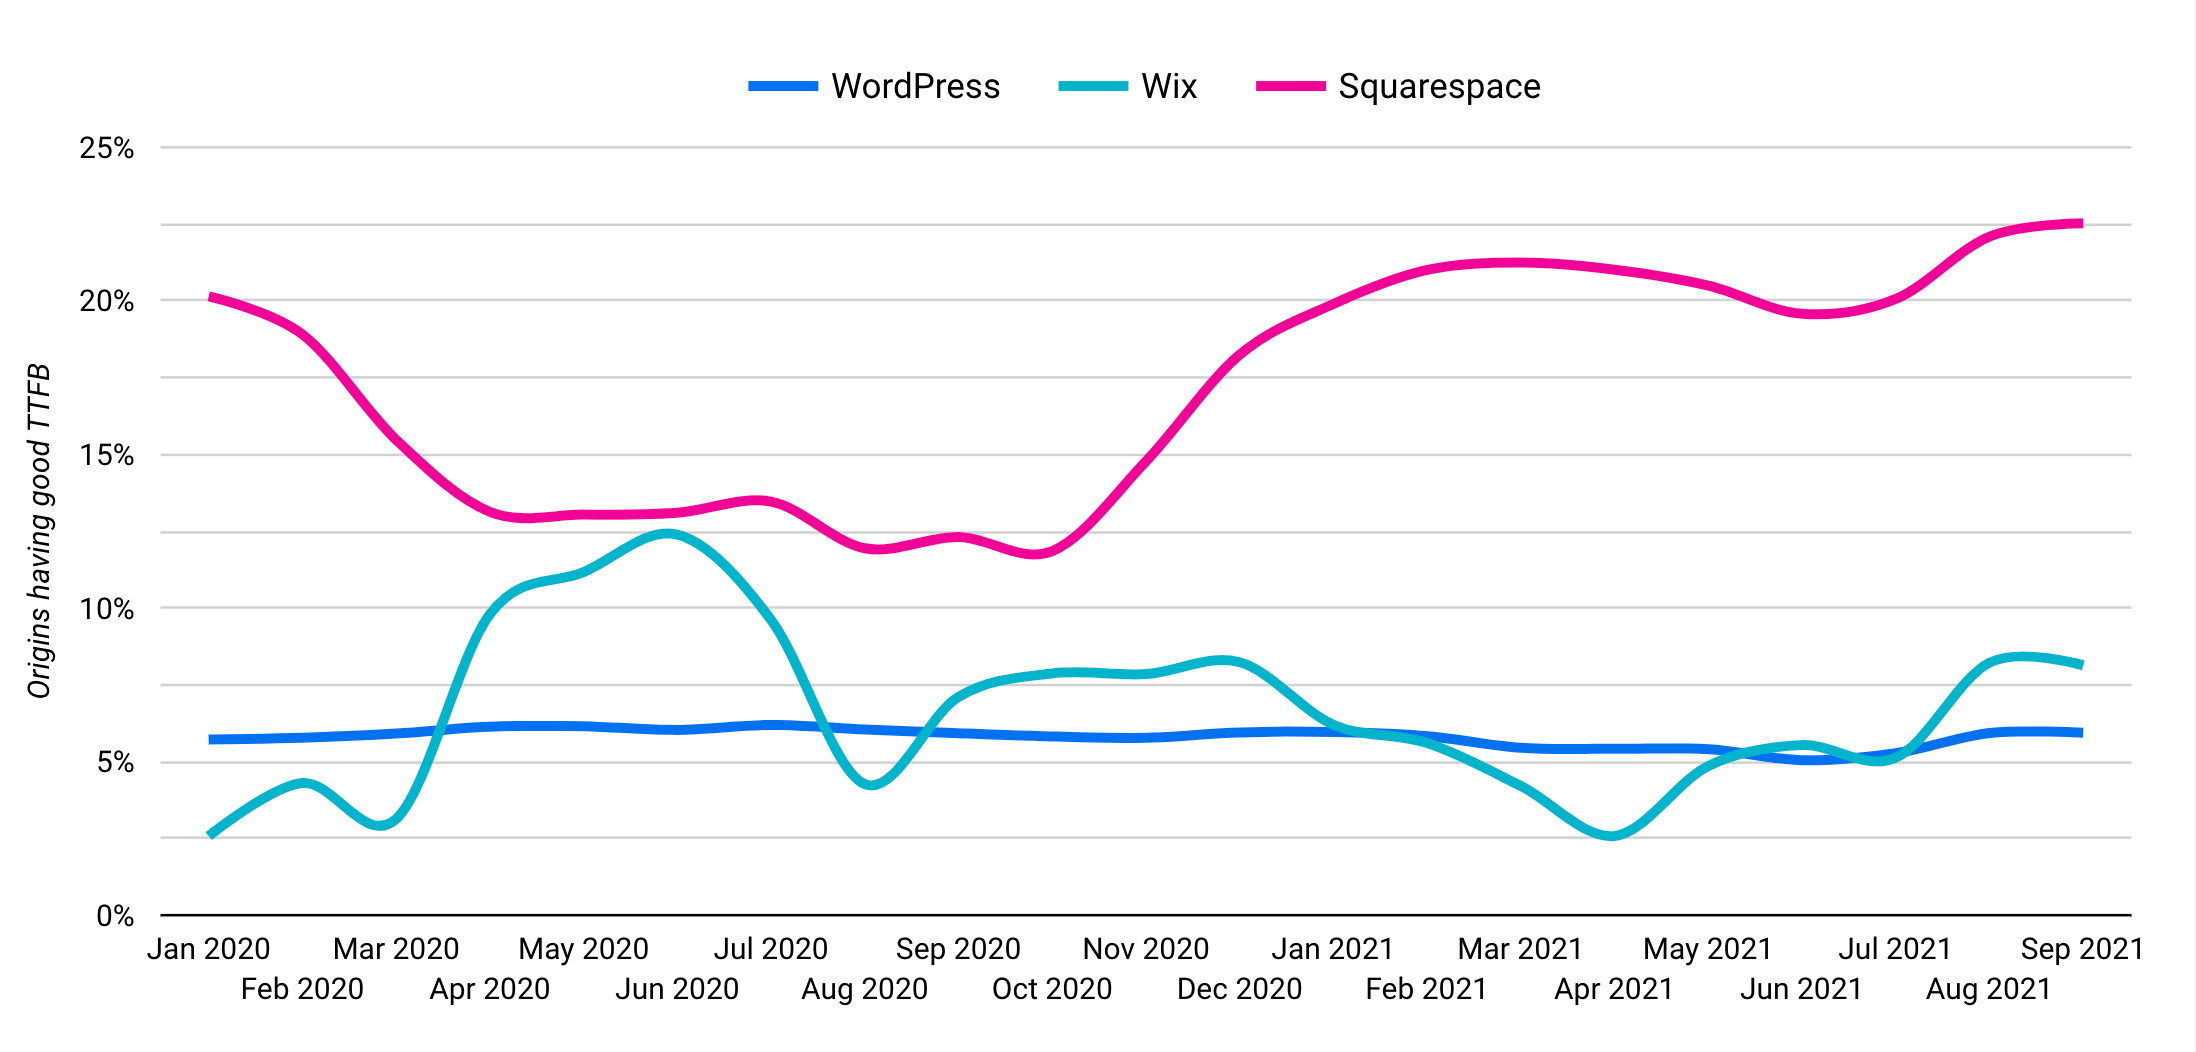 WordPress Wix Squarespace
25%
20%
15%
10%
5%
0%
Origins having good TTFB
Jan 2020 Mar 2020 May 2020 Jul 2020 Sep 2020 Nov 2020 Jan 2021 Mar 2021 May 2021 Jul 2021 Sep 2021
Feb 2020 Apr 2020 Jun 2020 Aug 2020 Oct 2020 Dec 2020 Feb 2021 Apr 2021 Jun 2021 Aug 2021